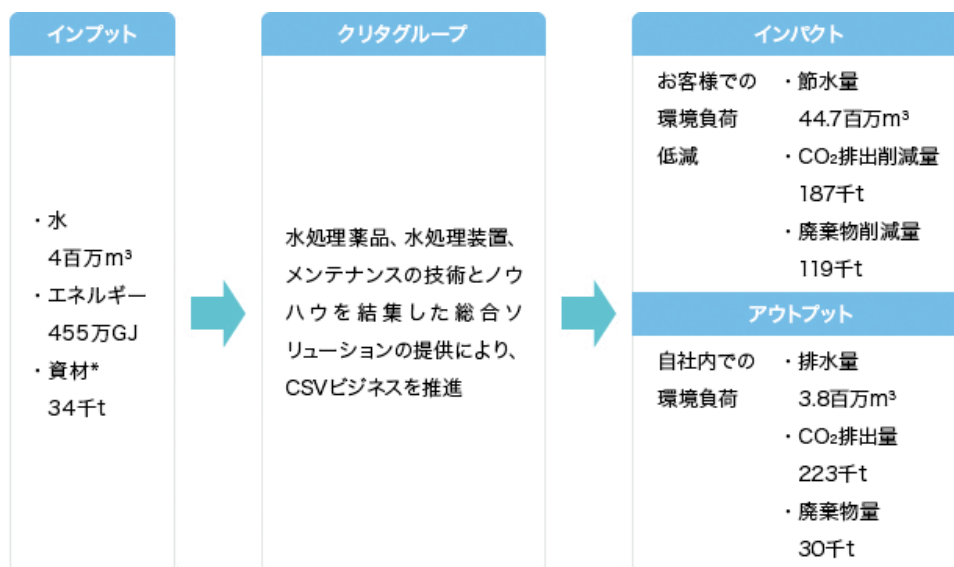 インプット
・水
4百万m³
・エネルギー
455万GJ
・資材*
34千t
クリタグループ
水処理薬品、水処理装置、
メンテナンスの技術とノウ
ハウを結集した総合ソ
リューションの提供により、
CSVビジネスを推進
インパクト
お客様での
環境負荷
低減
・節水量
44.7百万m³
・CO₂排出削減量
187千t
・廃棄物削減量
119千t
アウトプット
自社内での
環境負荷
・排水量
3.8百万m³
・CO₂排出量
223千t
・廃棄物量
30千t